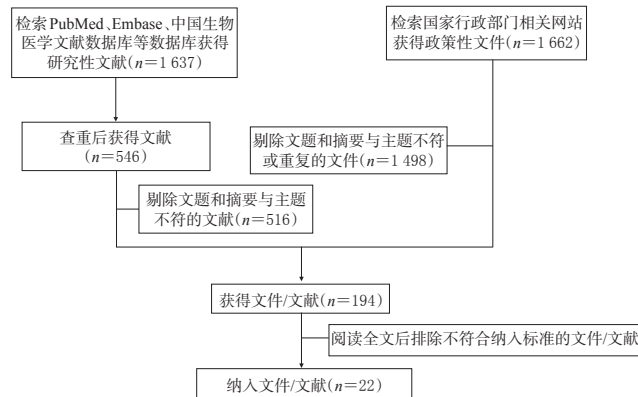 检索PubMed、Embase、中国生物
医学文献数据库等数据库获得
研究性文献(n=1 637)
检索国家行政部门相关网站
获得政策性文件(n=1 662)
查重后获得文献
(n=546)
剔除文题和摘要与主题不符
或重复的文件(n=1 498)
剔除文题和摘要与主题
不符的文献(n=516)
获得文件/文献(n=194)
阅读全文后排除不符合纳入标准的文件/文献
纳入文件/文献(n=22)